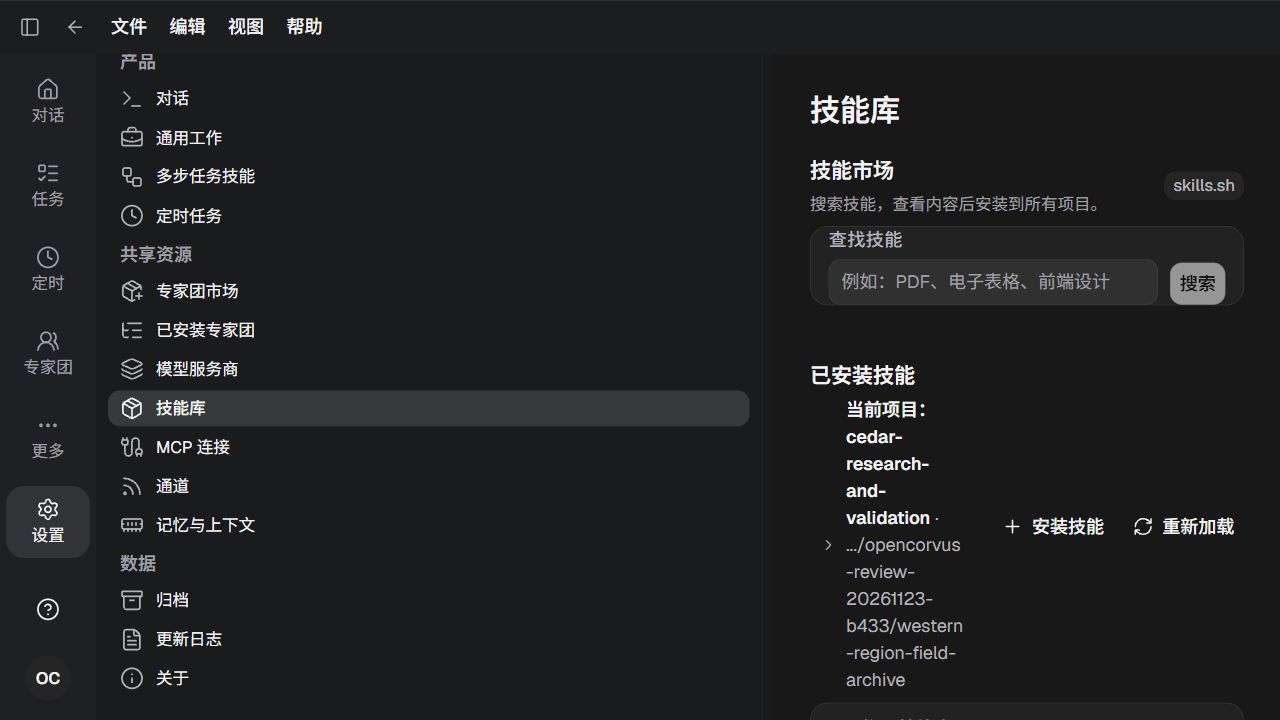 文件 编辑 视图 帮助
对话
任务
定时
专家团
更多
设置
OC
产品
对话
通用工作
多步任务技能
定时任务
共享资源
专家团市场
已安装专家团
模型服务商
技能库
MCP 连接
通道
记忆与上下文
数据
归档
更新日志
关于
技能库
技能市场
搜索技能，查看内容后安装到所有项目。
skills.sh
查找技能
例如：PDF、电子表格、前端设计
搜索
已安装技能
当前项目：
cedar-
research-
and-
validation ·
.../opencorvus
-review-
20261123-
b433/western
-region-field-
archive
安装技能
重新加载